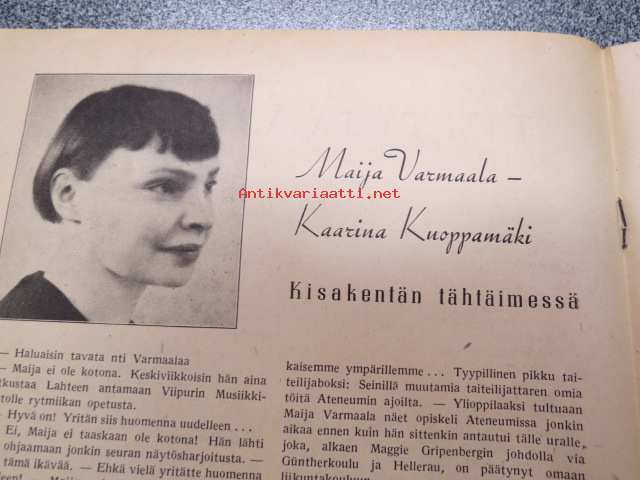 Maija Varmaala –
Antikvariaatti.net
Kaarina Kuoppamäki
Kisakentän tähtäimessä
— Haluaisin tavata nti Varmaalaa
— Maija ei ole kotona. Keskiviikkoisin hän aina
tkustaa Lahteen antamaan Viipurin Musiikki-
tolle rytmiikan opetusta.
Hyvä on! Yritän siis huomenna uudelleen . . .
Ei, Maija ei taaskaan ole kotona! Hän lähti
ohjaamaan jonkin seuran näytösharjoitusta. —
tämä ikävää. — Ehkä vielä yritätte huomenna
kaisemme ympärillemme . . . Tyypillinen pikku tai-
teilijaboksi: Seinillä muutamia taiteilijattaren omia
töitä Ateneumin ajoilta. — Ylioppilaaksi tultuaan
Maija Varmaala näet opiskeli Ateneumissa jonkin
aikaa ennen kuin hän sittenkin antautui tälle uralle,
joka, alkaen Maggie Gripenbergin johdolla via
Güntherkoulu ja Hellerau, on päätynyt omaan
liikuntakouluun